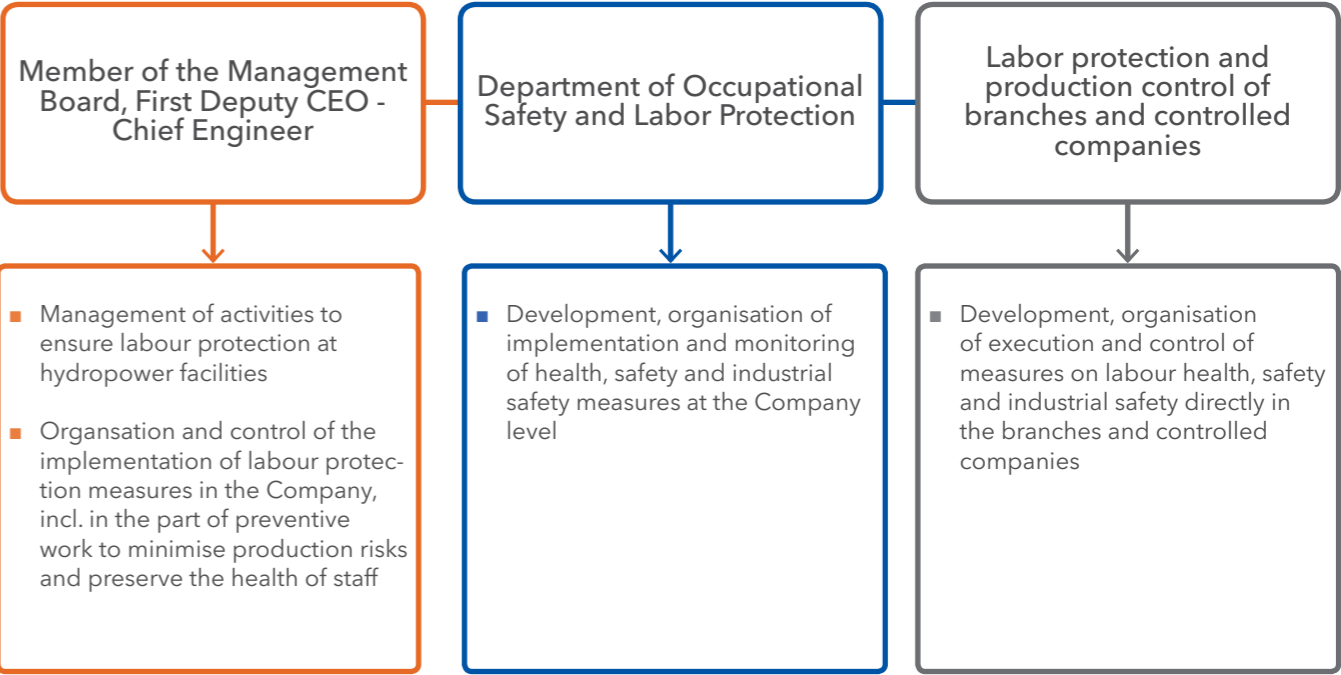 Member of the Management
Board, First Deputy CEO -
Chief Engineer
Department of Occupational
Safety and Labor Protection
Labor protection and
production control of
branches and controlled
companies
■ Management of activities to
ensure labour protection at
hydropower facilities
■ Organsation and control of the
implementation of labour protec-
tion measures in the Company,
incl. in the part of preventive
work to minimise production risks
and preserve the health of staff
■ Development, organisation of
implementation and monitoring
of health, safety and industrial
safety measures at the Company
level
■ Development, organisation
of execution and control of
measures on labour health, safety
and industrial safety directly in
the branches and controlled
companies